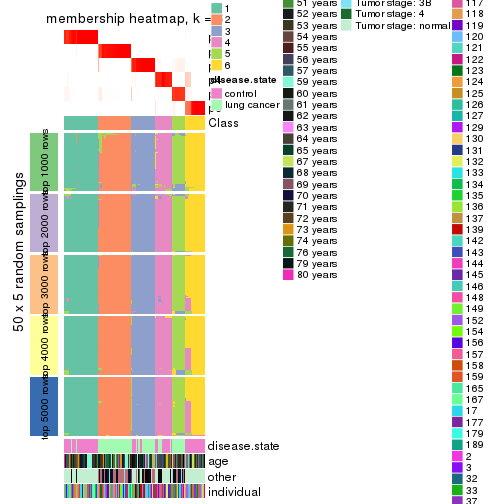 membership heatmap, k =
1
2
3
4
5
6
disease.state
control
lung cancer
Class
50 x 5 random samplings
top 1000 rows
top 2000 rows
top 3000 rows
top 4000 rows
top 5000 rows
disease.state
age
other
individual
51 years
52 years
53 years
54 years
55 years
56 years
57 years
59 years
60 years
61 years
62 years
63 years
64 years
65 years
67 years
68 years
69 years
70 years
71 years
72 years
73 years
74 years
76 years
79 years
80 years
Tumor stage: 3B
Tumor stage: 4
Tumor stage: normal
117
118
119
120
121
122
123
124
125
126
127
129
130
131
132
133
134
135
136
137
139
142
143
144
145
146
148
149
152
154
156
157
158
159
165
167
17
177
179
189
2
3
32
33
37